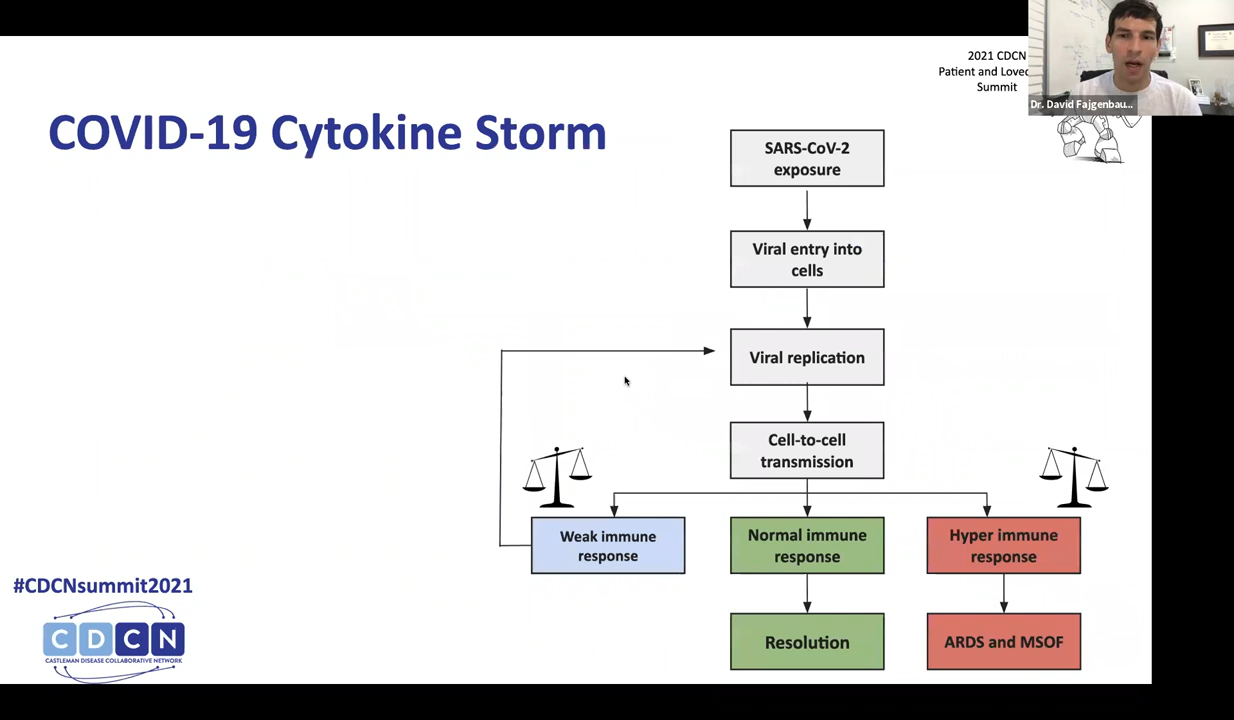 2021 CDCN
Patient and Loved
Summit
Dr. David Fajgenbau...
COVID-19 Cytokine Storm
SARS-CoV-2
exposure
Viral entry into
cells
Viral replication
Cell-to-cell
transmission
Weak immune
response
Normal immune
response
Hyper immune
response
Resolution
ARDS and MSOF
#CDCNsummit2021
CDCN
CASTLEMAN DISEASE COLLABORATIVE NETWORK